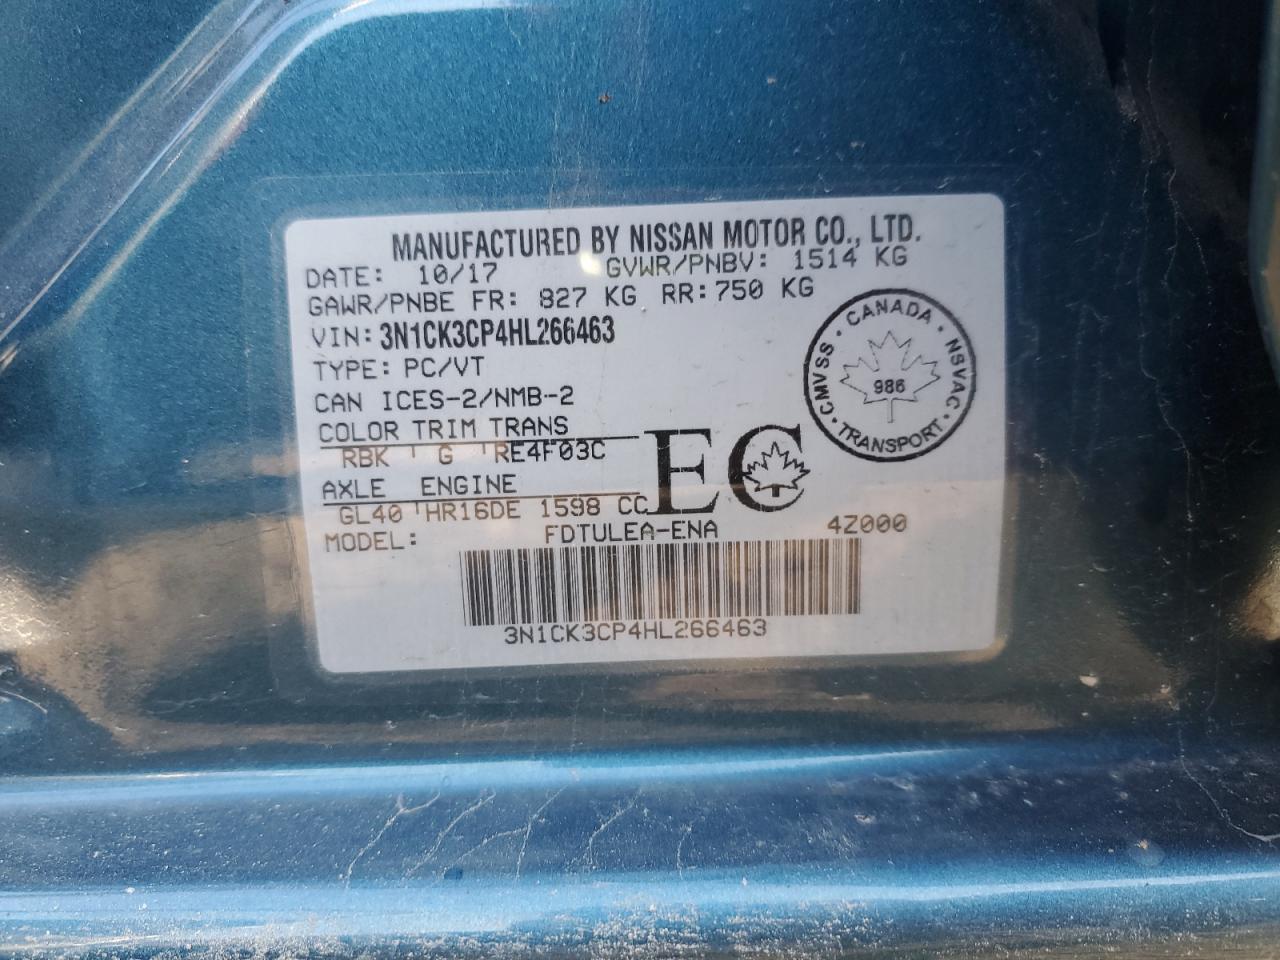 MANUFACTURED BY NISSAN MOTOR CO., LTD.
DATE: 10/17 GVWR/PNBV: 1514 KG
GAWR/PNBE FR: 827 KG RR: 750 KG
VIN: 3N1CK3CP4HL266463
TYPE: PC/VT
CAN ICES-2/NMB-2
COLOR TRIM TRANS
RBK G RE4F03C
AXLE ENGINE
GL40 HR16DE 1598 CC
MODEL: FDTULEA-ENA 4Z000
3N1CK3CP4HL266463
EC
· CANADA ·
CMVSS · NSVAC
986
· TRANSPORT ·